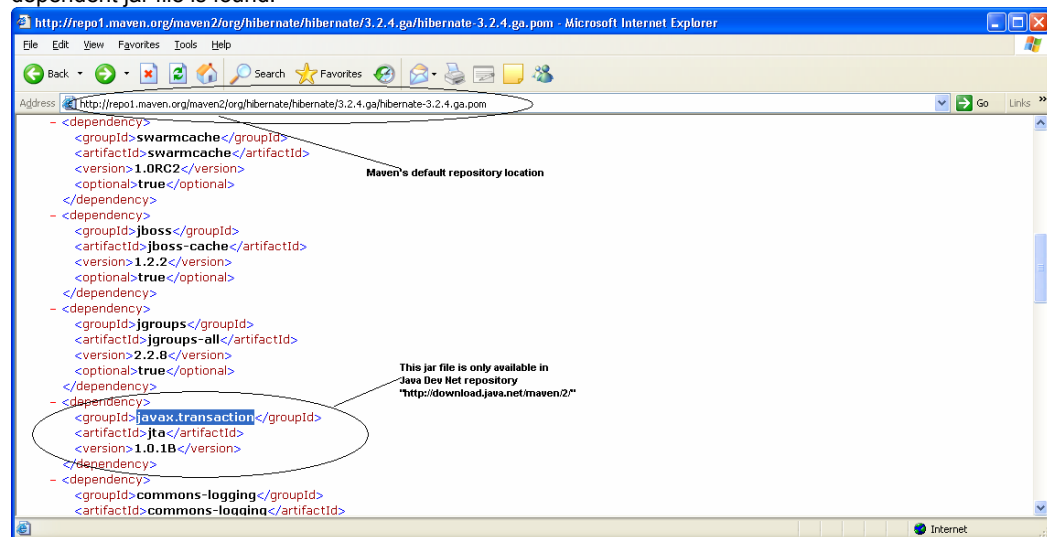 dependent jar file is found.
http://repo1.maven.org/maven2/org/hibernate/hibernate/3.2.4.ga/hibernate-3.2.4.ga.pom - Microsoft Internet Explorer
File Edit View Favorites Tools Help
Back Search Favorites
Address http://repo1.maven.org/maven2/org/hibernate/hibernate/3.2.4.ga/hibernate-3.2.4.ga.pom Go Links »
- <dependency>
<groupId>swarmcache</groupId>
<artifactId>swarmcache</artifactId>
<version>1.0RC2</version>
Maven's default repository location
<optional>true</optional>
</dependency>
- <dependency>
<groupId>jboss</groupId>
<artifactId>jboss-cache</artifactId>
<version>1.2.2</version>
<optional>true</optional>
</dependency>
- <dependency>
<groupId>jgroups</groupId>
<artifactId>jgroups-all</artifactId>
<version>2.2.8</version>
<optional>true</optional>
</dependency>
This jar file is only available in
Java Dev Net repository
"http://download.java.net/maven/2/"
- <dependency>
<groupId>javax.transaction</groupId>
<artifactId>jta</artifactId>
<version>1.0.1B</version>
</dependency>
- <dependency>
<groupId>commons-logging</groupId>
<artifactId>commons-logging</artifactId>
Internet